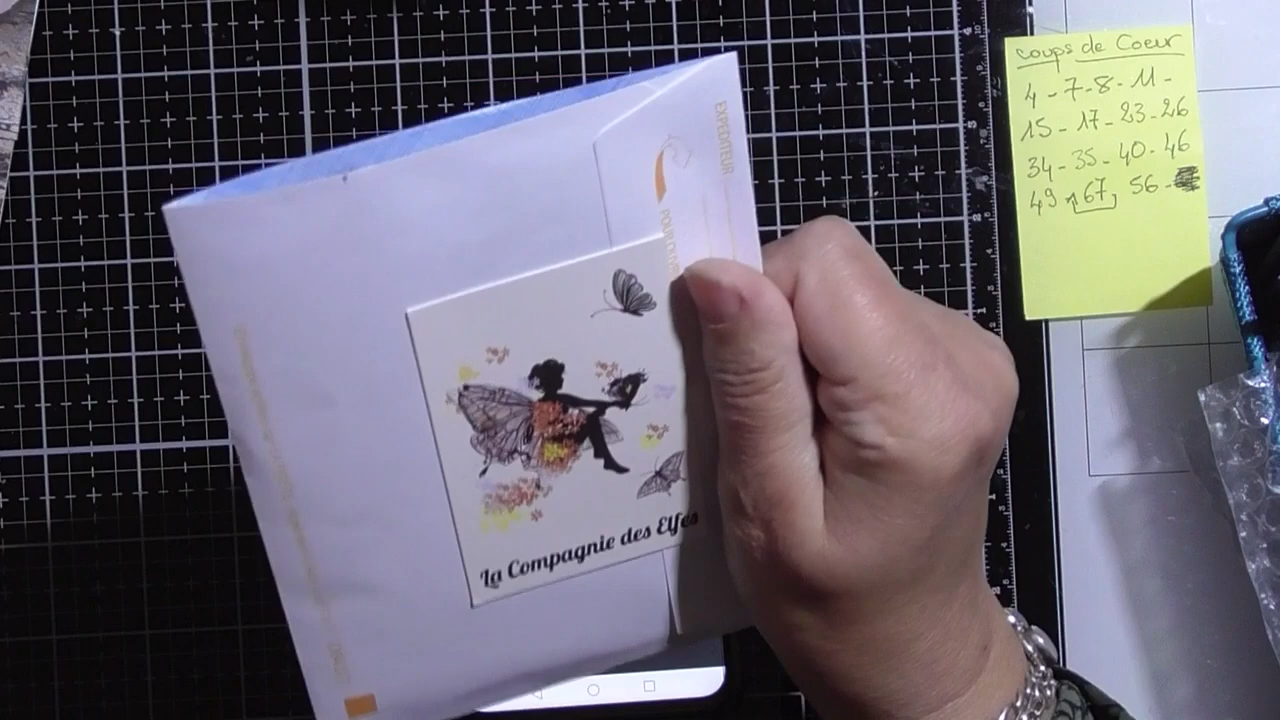 EXPÉDITEUR
La Compagnie des Elfes
coups de Coeur
4 - 7 - 8 - 11 -
15 - 17 - 23 - 26
34 - 35 - 40 - 46
49 67 56 -